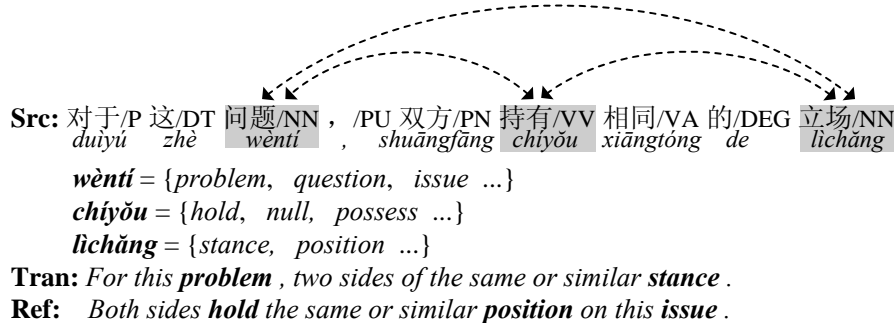 Src: 对于/P 这/DT 问题/NN ，/PU 双方/PN 持有/VV 相同/VA 的/DEG 立场/NN
duìyú zhè wèntí , shuāngfāng chíyǒu xiāngtóng de lìchǎng
wèntí = {problem, question, issue ...}
chíyǒu = {hold, null, possess ...}
lìchǎng = {stance, position ...}
Tran: For this problem , two sides of the same or similar stance .
Ref: Both sides hold the same or similar position on this issue .